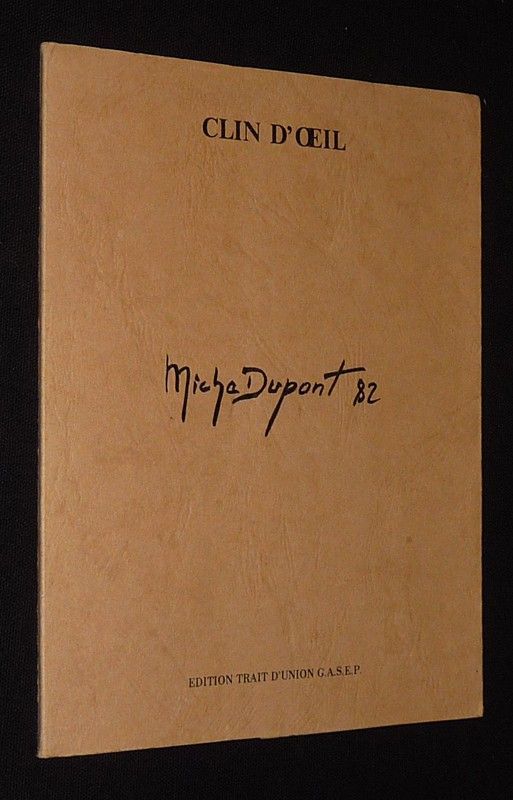 CLIN D'ŒIL
Micha Dupont 82
EDITION TRAIT D'UNION G.A.S.E.P.